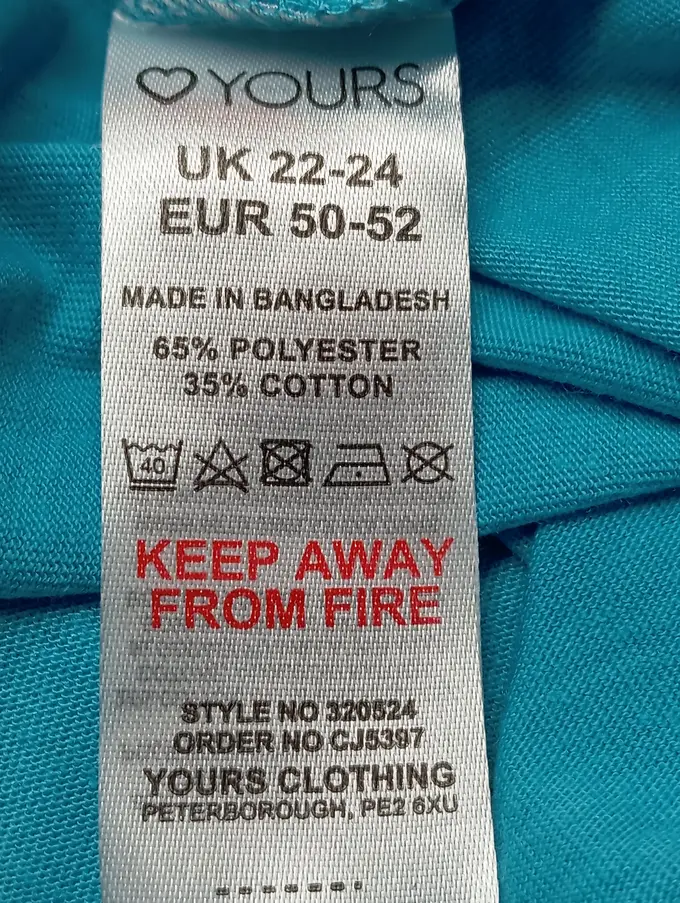 YOURS
UK 22-24
EUR 50-52
MADE IN BANGLADESH
65% POLYESTER
35% COTTON
40
KEEP AWAY
FROM FIRE
STYLE NO 320524
ORDER NO CJ5397
YOURS CLOTHING
PETERBOROUGH, PE2 6XU